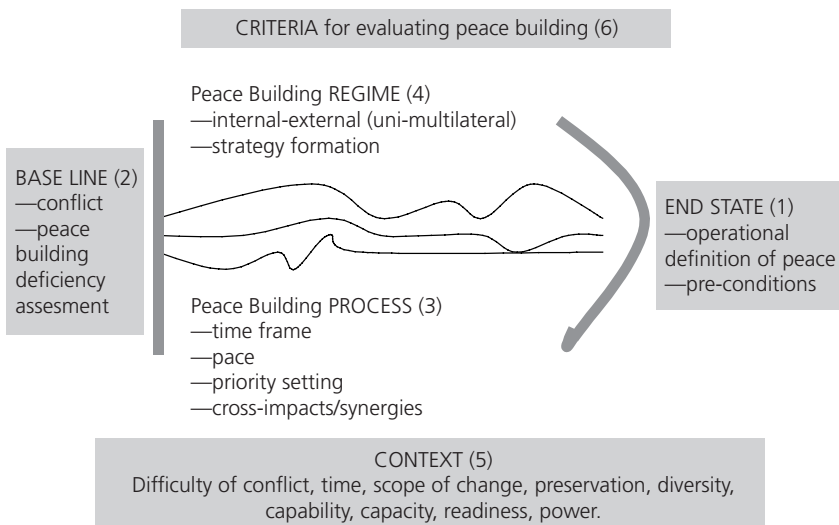 CRITERIA for evaluating peace building (6)
Peace Building REGIME (4)
—internal-external (uni-multilateral)
—strategy formation
BASE LINE (2)
—conflict
—peace
building
deficiency
assesment
END STATE (1)
—operational
definition of peace
—pre-conditions
Peace Building PROCESS (3)
—time frame
—pace
—priority setting
—cross-impacts/synergies
CONTEXT (5)
Difficulty of conflict, time, scope of change, preservation, diversity,
capability, capacity, readiness, power.